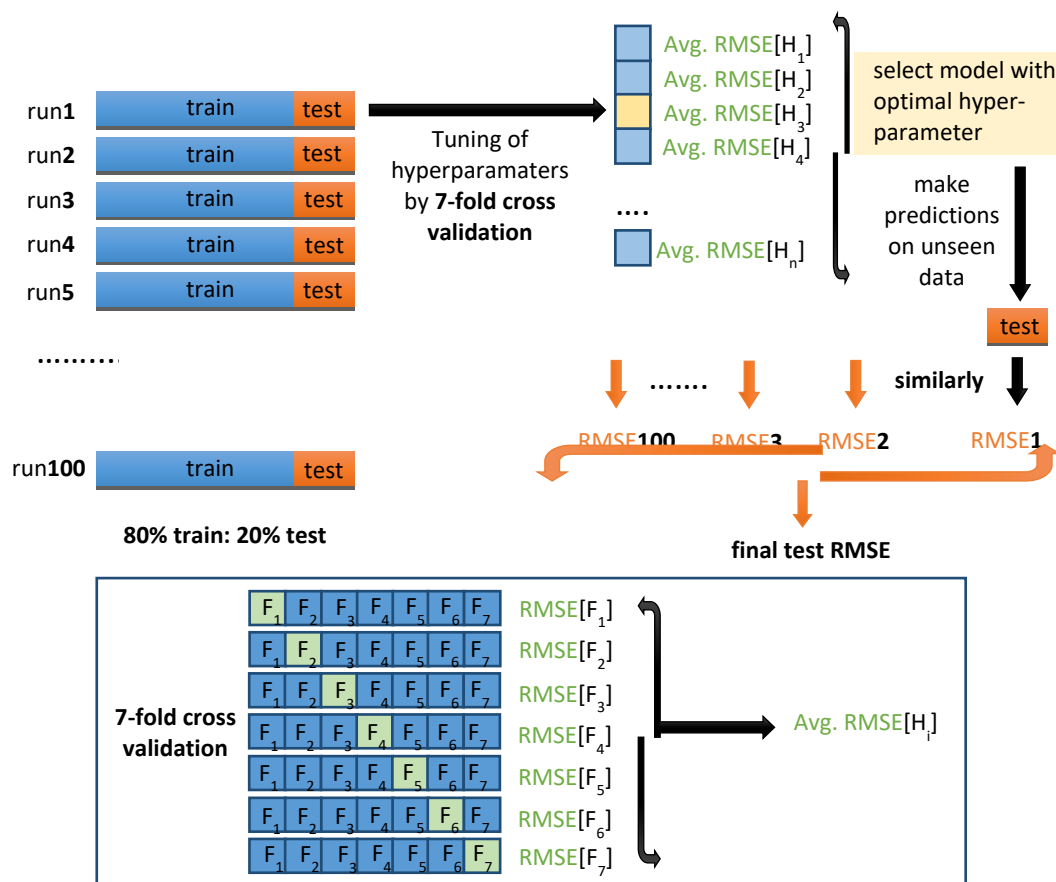 run1 train test
run2 train test
run3 train test
run4 train test
run5 train test
..........
run100 train test
80% train: 20% test
Tuning of
hyperparamaters
by 7-fold cross
validation
Avg. RMSE[H1]
Avg. RMSE[H2]
Avg. RMSE[H3]
Avg. RMSE[H4]
....
Avg. RMSE[Hn]
select model with
optimal hyper-
parameter
make
predictions
on unseen
data
test
....... similarly
RMSE100 RMSE3 RMSE2 RMSE1
final test RMSE
7-fold cross
validation
F1 F2 F3 F4 F5 F6 F7 RMSE[F1]
F1 F2 F3 F4 F5 F6 F7 RMSE[F2]
F1 F2 F3 F4 F5 F6 F7 RMSE[F3]
F1 F2 F3 F4 F5 F6 F7 RMSE[F4]
F1 F2 F3 F4 F5 F6 F7 RMSE[F5]
F1 F2 F3 F4 F5 F6 F7 RMSE[F6]
F1 F2 F3 F4 F5 F6 F7 RMSE[F7]
Avg. RMSE[Hi]